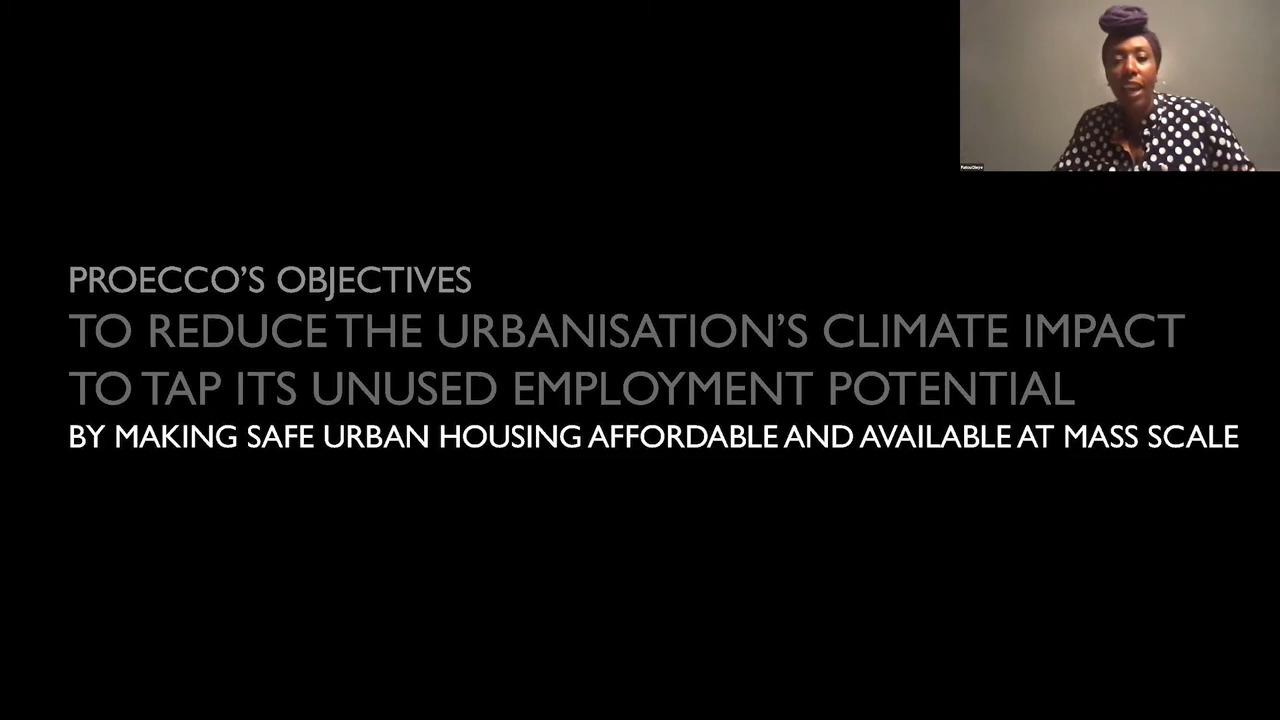 PROECCO'S OBJECTIVES
TO REDUCE THE URBANISATION'S CLIMATE IMPACT
TO TAP ITS UNUSED EMPLOYMENT POTENTIAL
BY MAKING SAFE URBAN HOUSING AFFORDABLE AND AVAILABLE AT MASS SCALE